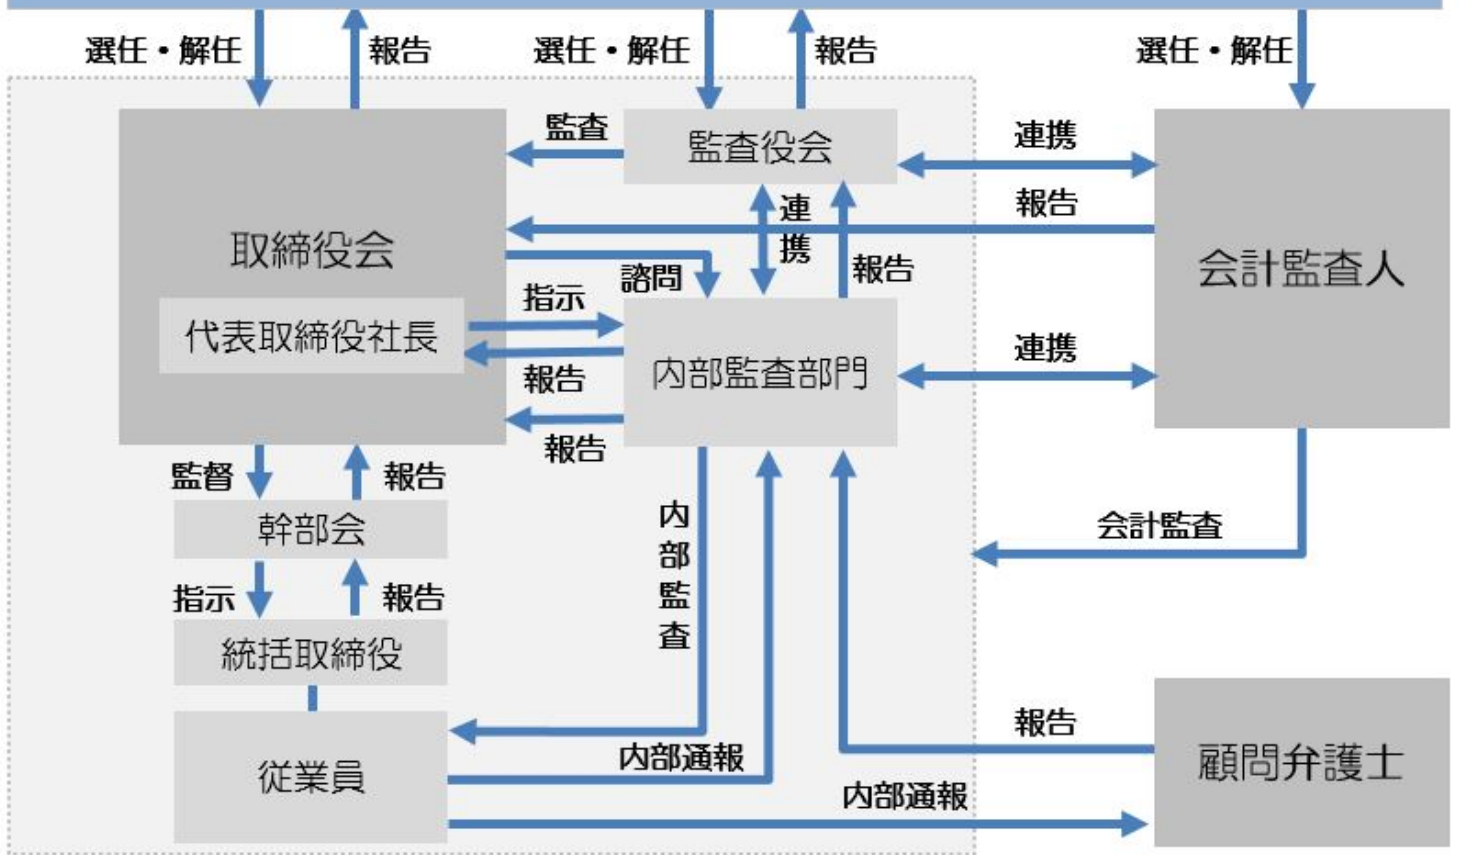 選任・解任
報告
選任・解任
報告
選任・解任
監査
監査役会
連携
報告
連携
取締役会
諮問
報告
会計監査人
指示
代表取締役社長
内部監査部門
連携
報告
報告
監督
報告
幹部会
内部監査
会計監査
指示
報告
統括取締役
報告
内部通報
従業員
顧問弁護士
内部通報